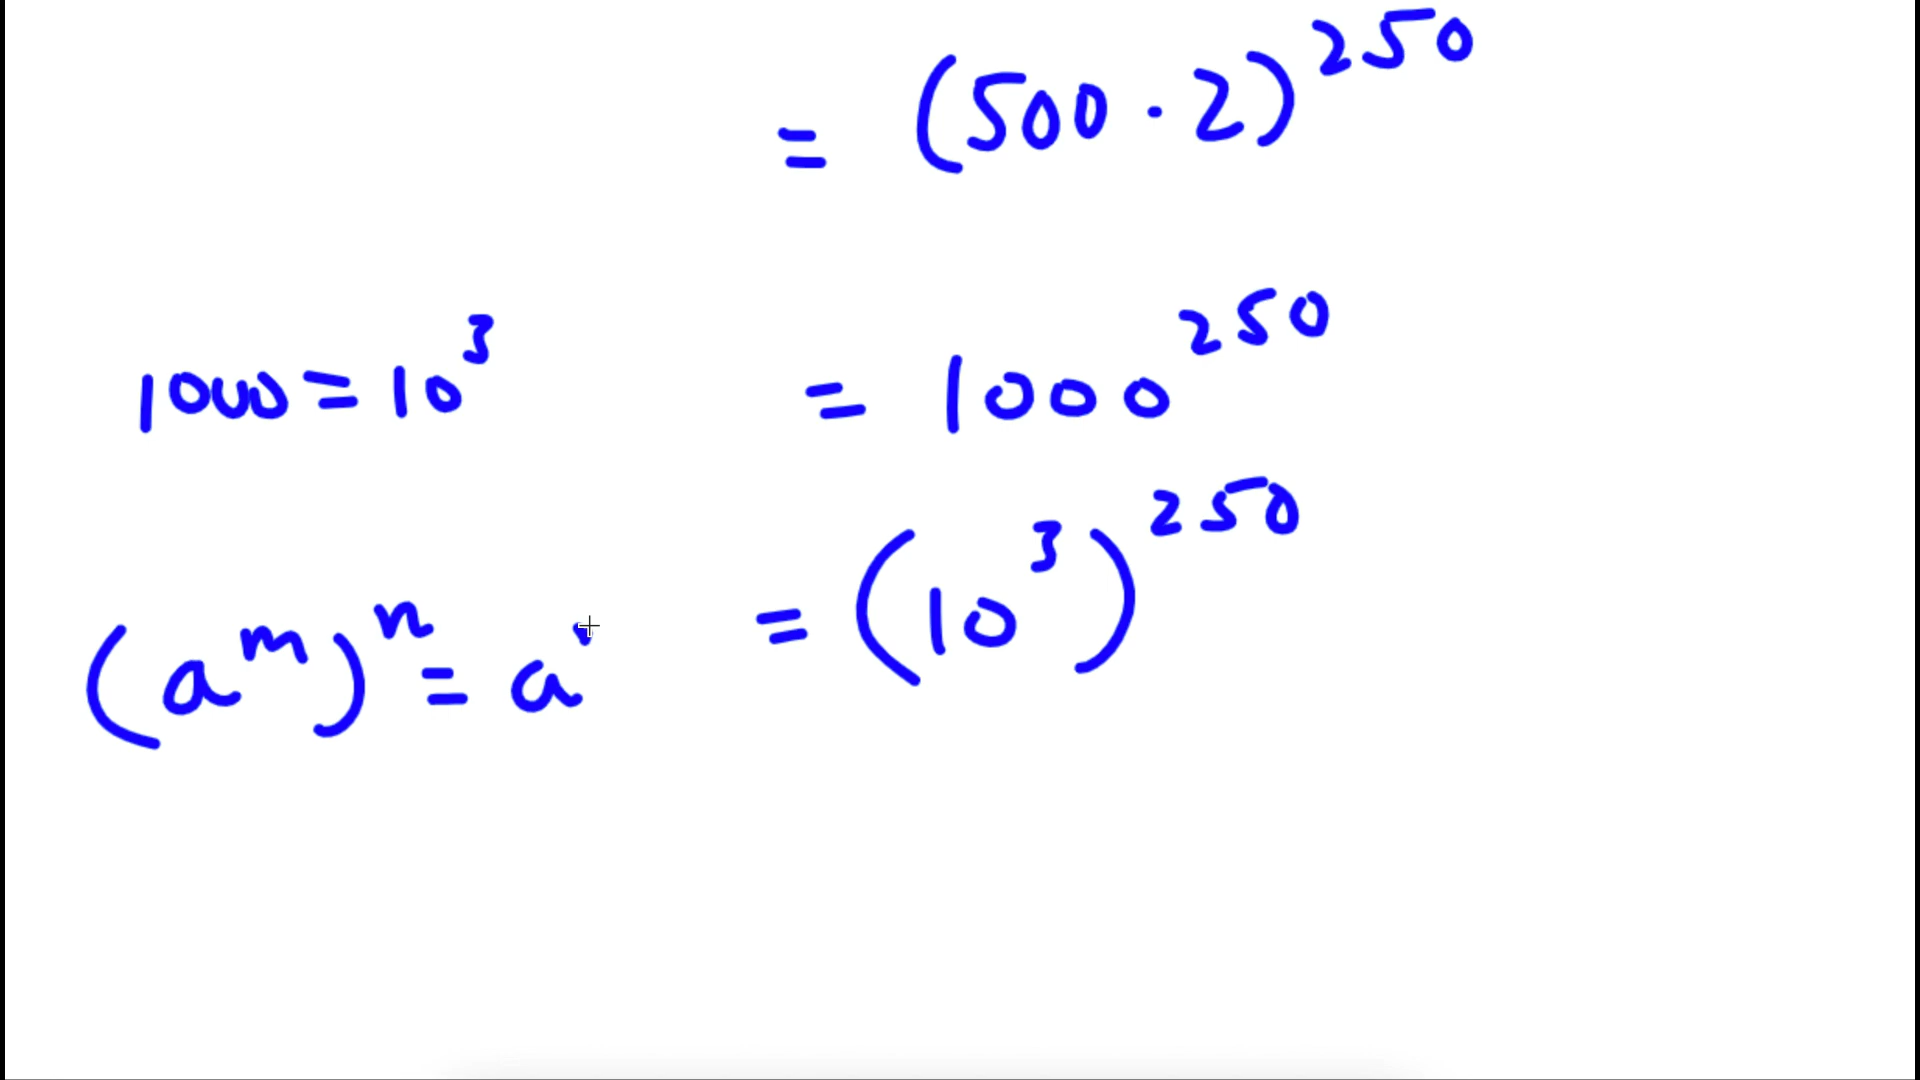 = (500 · 2)^250
1000 = 10^3
= 1000^250
= (10^3)^250
(a^m)^n = a